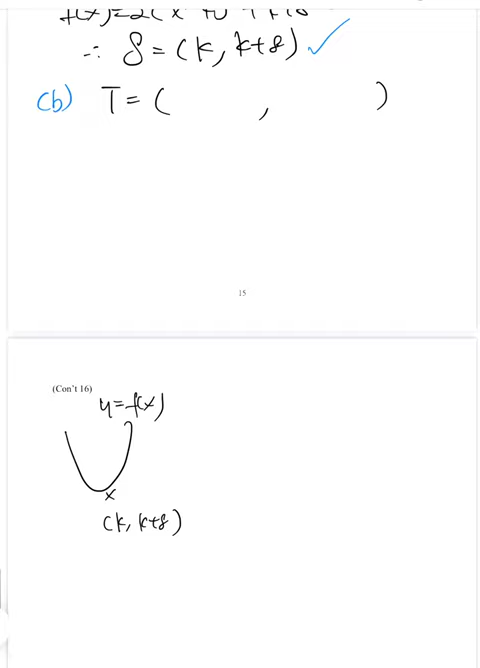 ∴ S = (k, k+8) ✓
(b) T = ( , )
15
(Con't 16)
y = f(x)
x
(k, k+8)